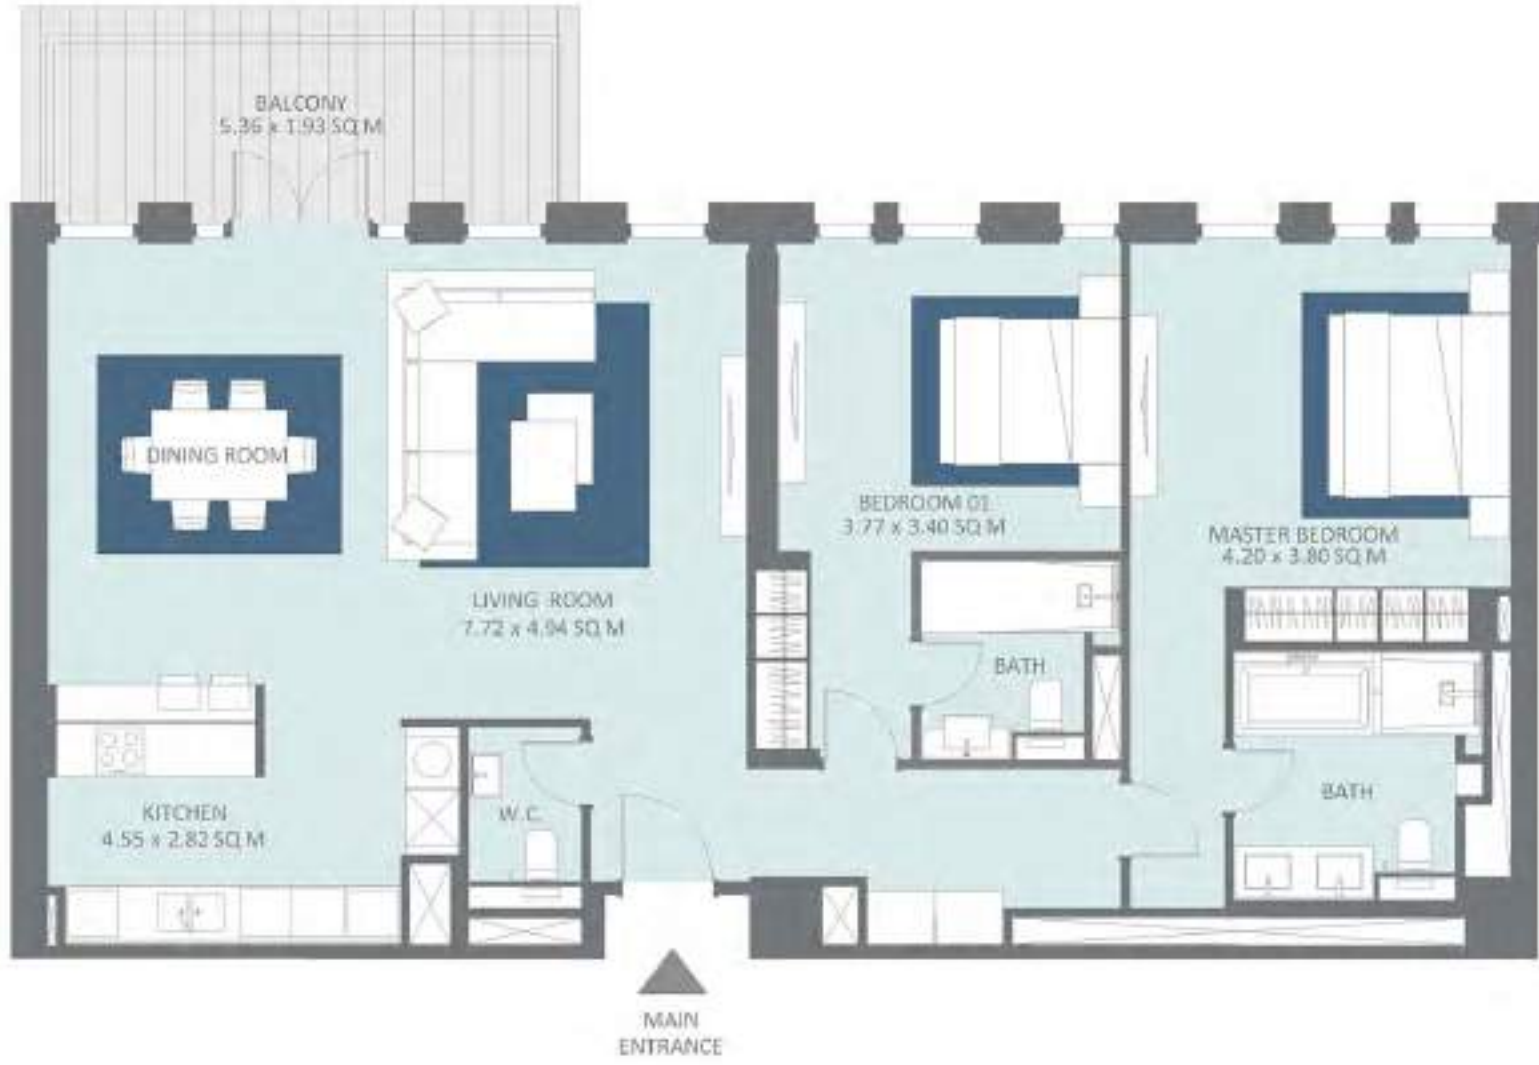 BALCONY
5.36 x 1.93 SQ M
DINING ROOM
LIVING ROOM
7.72 x 4.94 SQ M
BEDROOM 01
3.77 x 3.40 SQ M
MASTER BEDROOM
4.20 x 3.80 SQ M
BATH
KITCHEN
4.55 x 2.82 SQ M
W.C.
BATH
MAIN
ENTRANCE